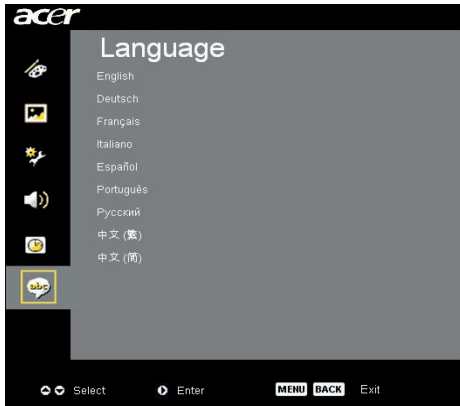 acer
Language
English
Deutsch
Français
Italiano
Español
Português
Русский
中文 (繁)
中文 (简)
abc
Select Enter MENU BACK Exit